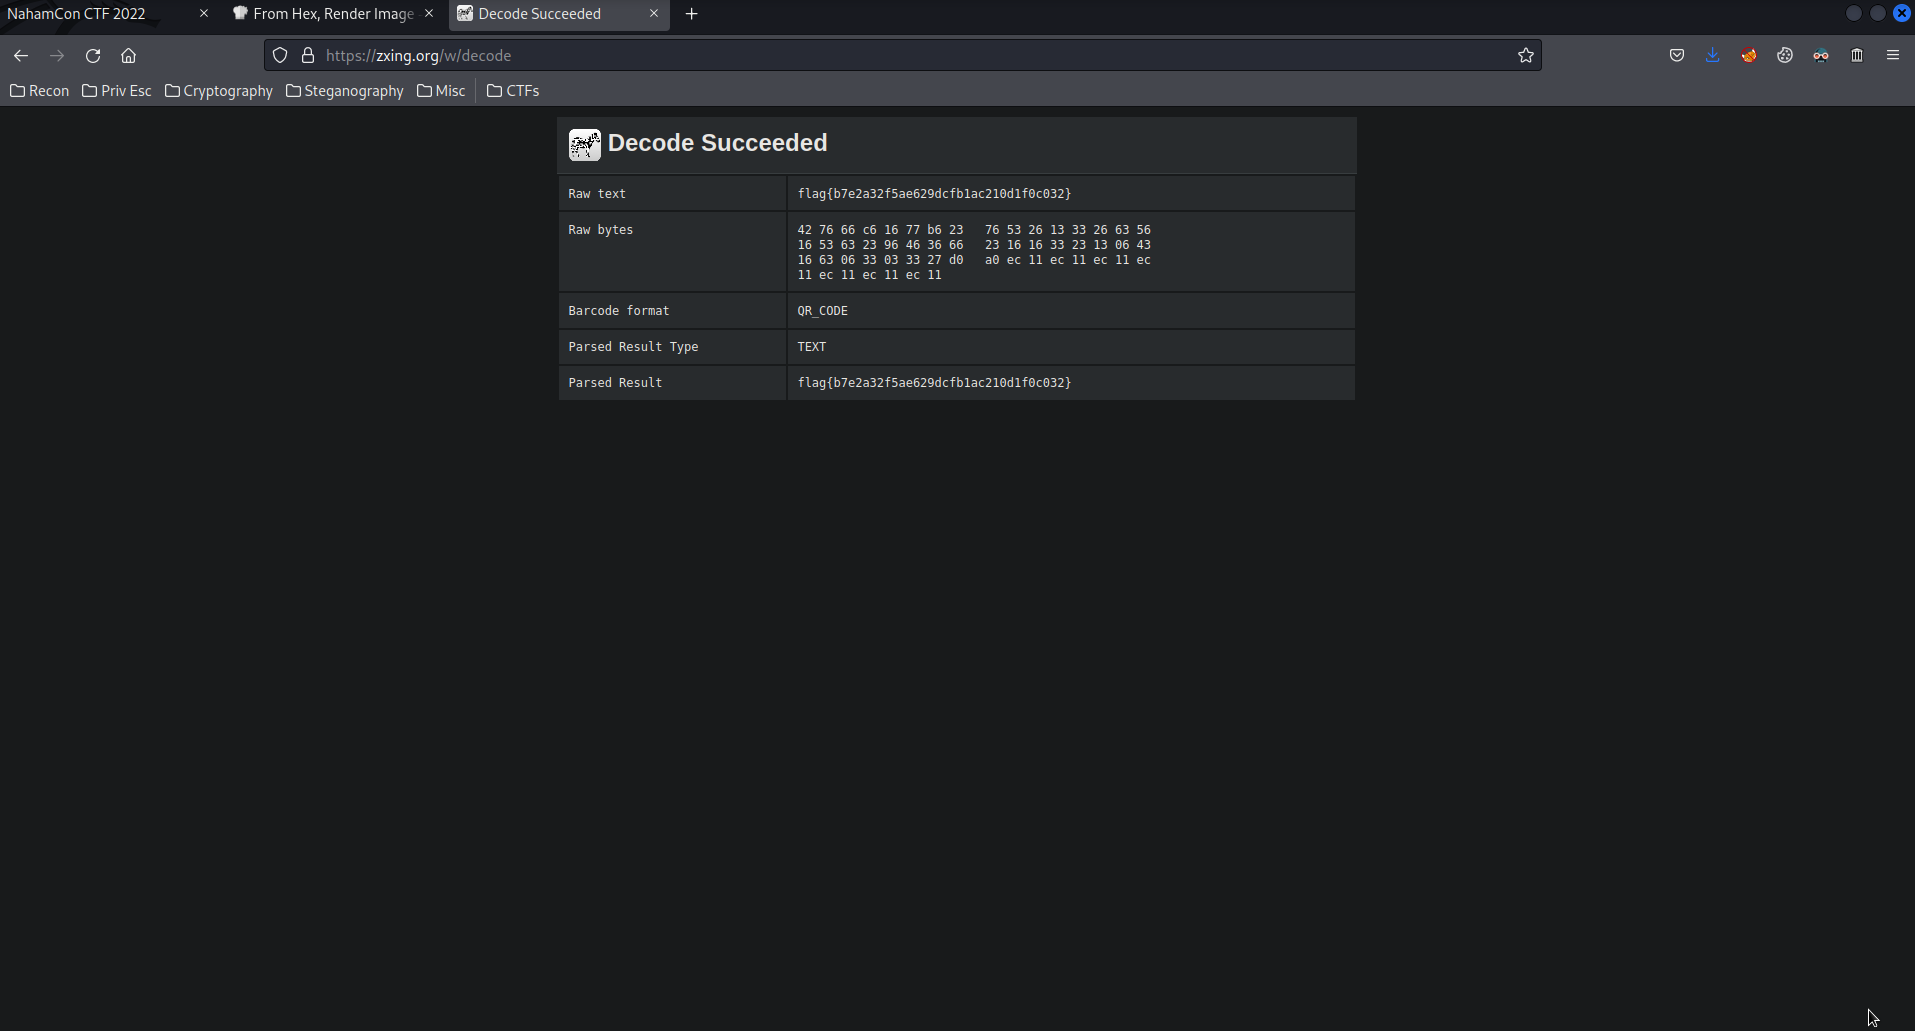 NahamCon CTF 2022
From Hex, Render Image
Decode Succeeded
https://zxing.org/w/decode
Recon Priv Esc Cryptography Steganography Misc CTFs
Decode Succeeded
Raw text flag{b7e2a32f5ae629dcfb1ac210d1f0c032}
Raw bytes 42 76 66 c6 16 77 b6 23 76 53 26 13 33 26 63 56
16 53 63 23 96 46 36 66 23 16 16 33 23 13 06 43
16 63 06 33 03 33 27 d0 a0 ec 11 ec 11 ec 11 ec
11 ec 11 ec 11 ec 11
Barcode format QR_CODE
Parsed Result Type TEXT
Parsed Result flag{b7e2a32f5ae629dcfb1ac210d1f0c032}